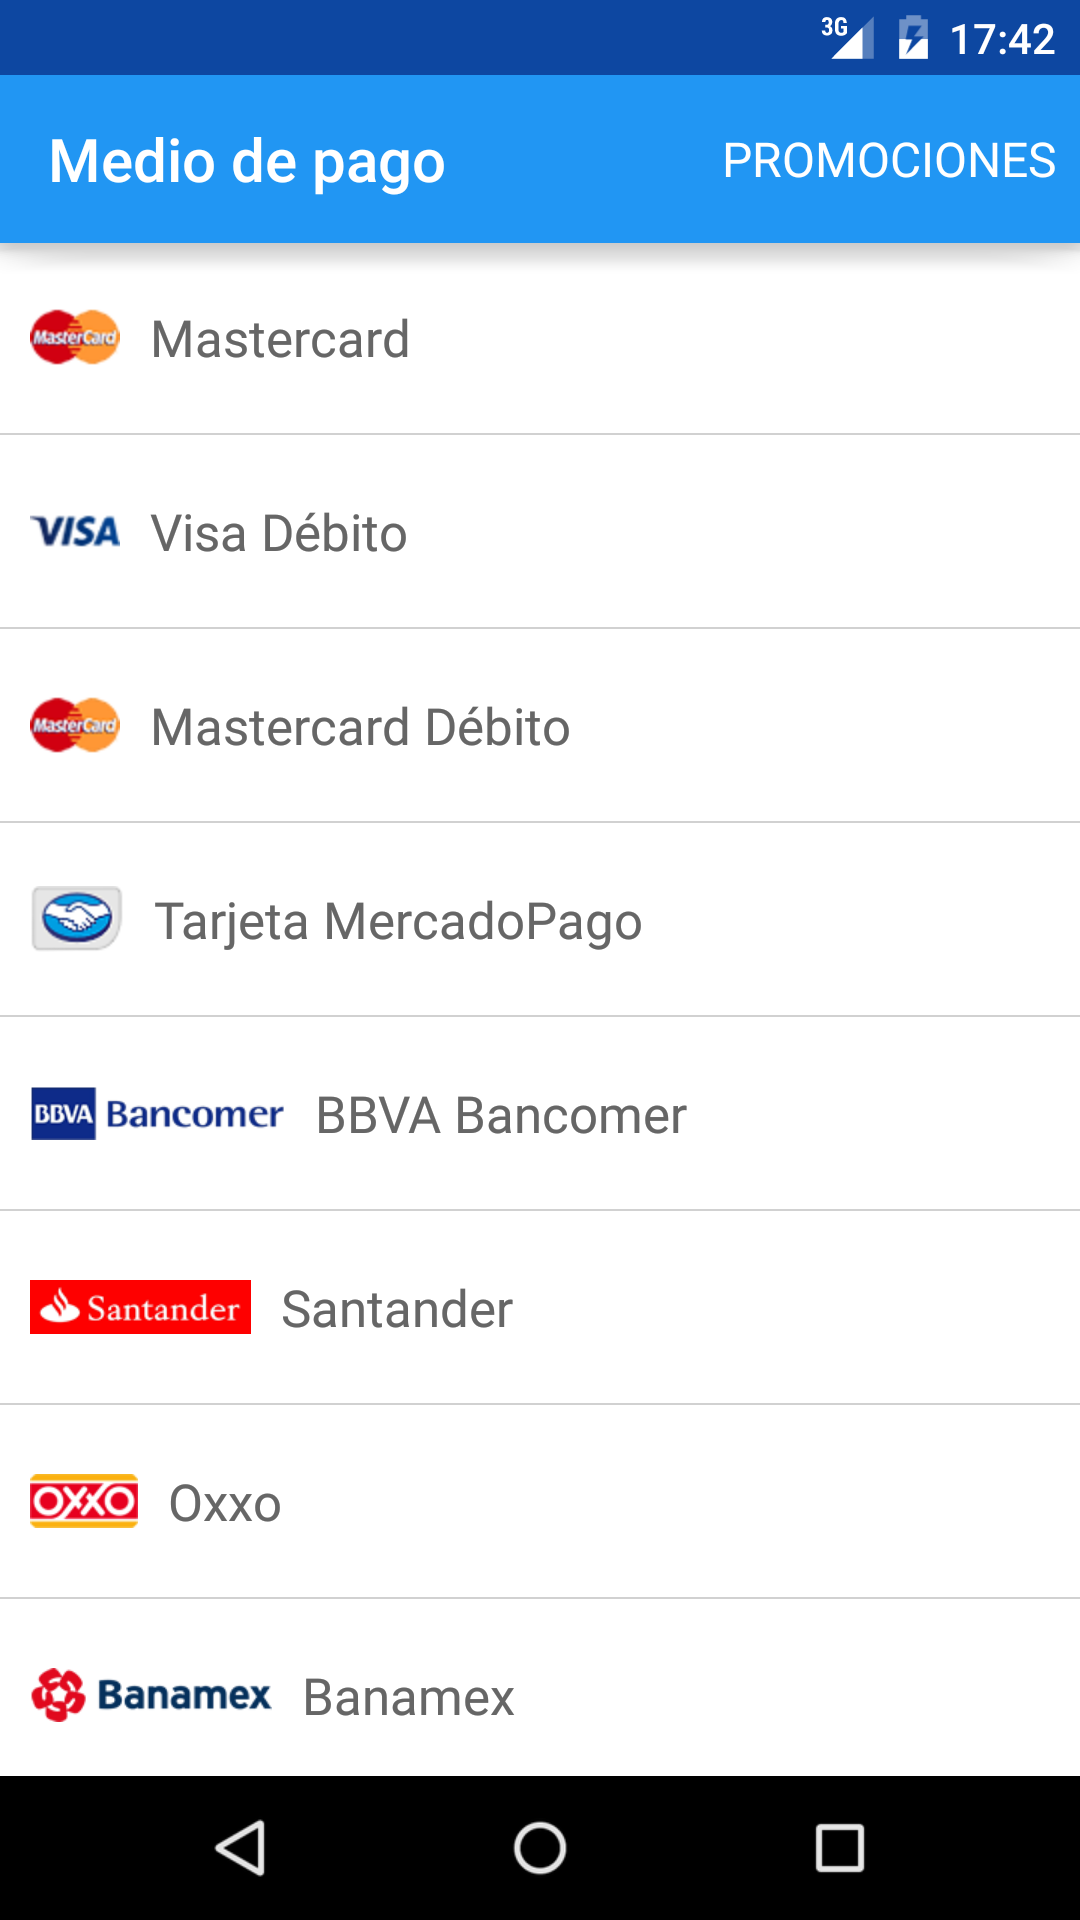 3G 17:42
Medio de pago PROMOCIONES
MasterCard Mastercard
VISA Visa Débito
MasterCard Mastercard Débito
Tarjeta MercadoPago
BBVA Bancomer BBVA Bancomer
Santander Santander
OXXO Oxxo
Banamex Banamex